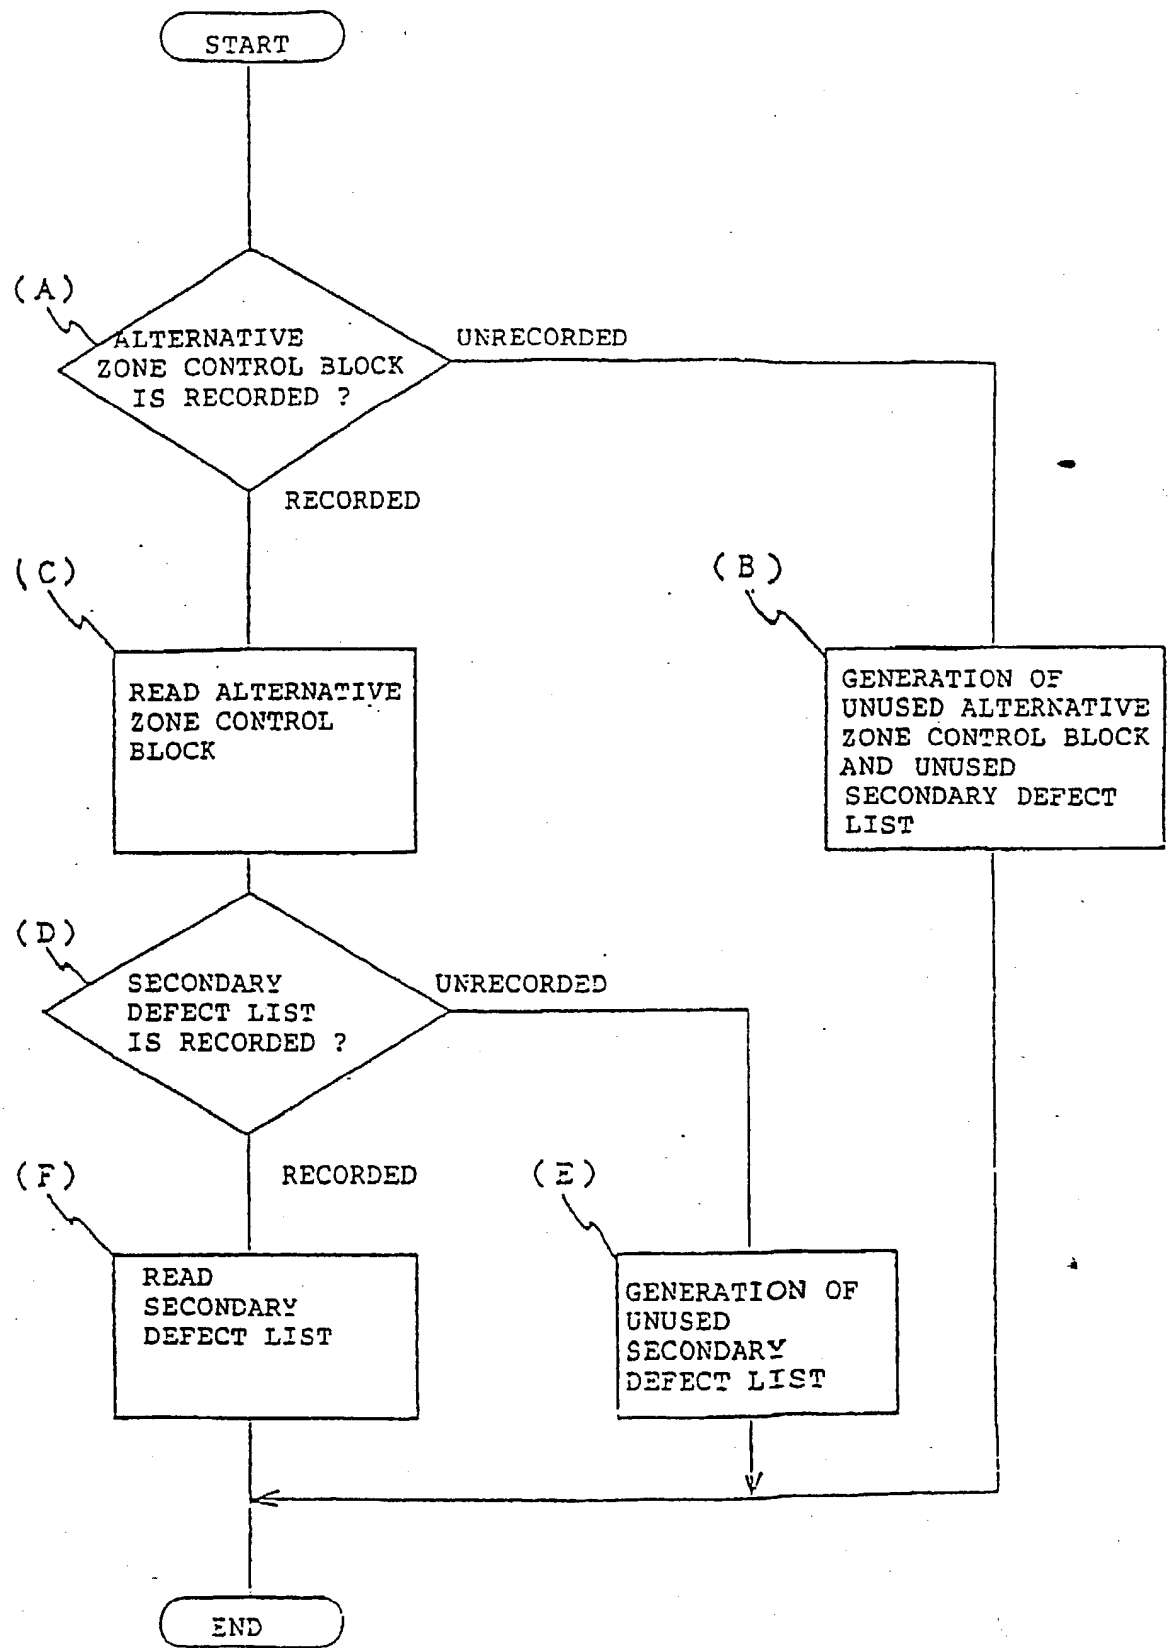 START
(A)
ALTERNATIVE
ZONE CONTROL BLOCK
IS RECORDED ?
UNRECORDED
RECORDED
(C)
READ ALTERNATIVE
ZONE CONTROL
BLOCK
(B)
GENERATION OF
UNUSED ALTERNATIVE
ZONE CONTROL BLOCK
AND UNUSED
SECONDARY DEFECT
LIST
(D)
SECONDARY
DEFECT LIST
IS RECORDED ?
UNRECORDED
RECORDED
(F)
READ
SECONDARY
DEFECT LIST
(E)
GENERATION OF
UNUSED
SECONDARY
DEFECT LIST
END